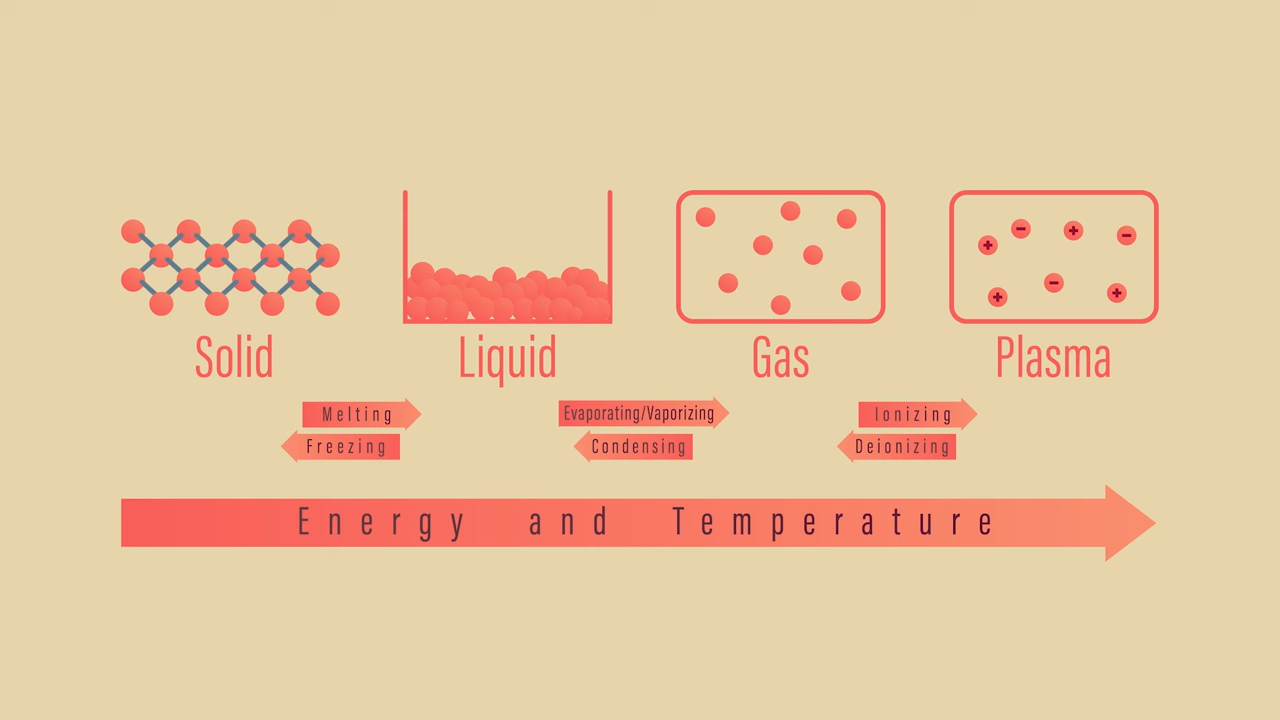 Solid
Liquid
Gas
Plasma
Melting
Evaporating/Vaporizing
Ionizing
Freezing
Condensing
Deionizing
Energy and Temperature